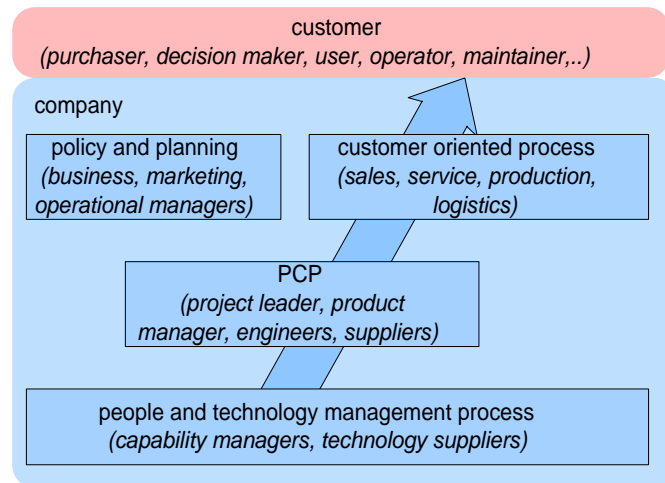 customer
(purchaser, decision maker, user, operator, maintainer,..)
company
policy and planning
(business, marketing,
operational managers)
customer oriented process
(sales, service, production,
logistics)
PCP
(project leader, product
manager, engineers, suppliers)
people and technology management process
(capability managers, technology suppliers)